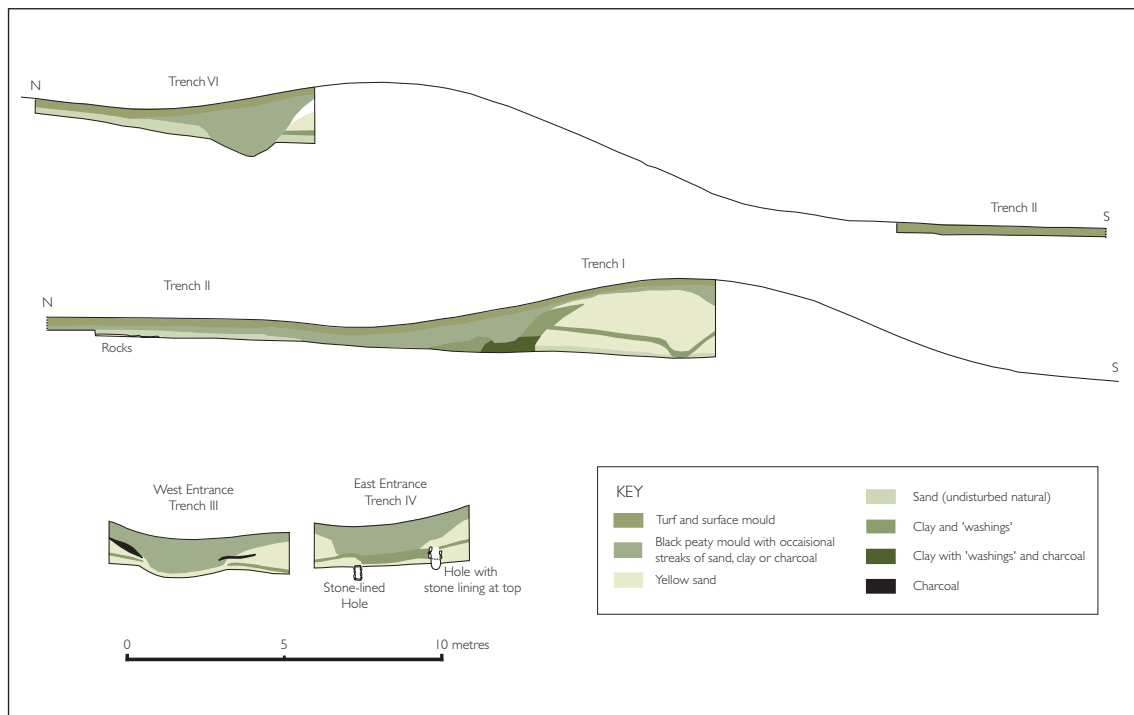 N
Trench VI
Trench II
S
N
Trench II
Trench I
Rocks
S
West Entrance
Trench III
East Entrance
Trench IV
Stone-lined
Hole
Hole with
stone lining at top
0
5
10 metres
KEY
Turf and surface mould
Black peaty mould with occaisional
streaks of sand, clay or charcoal
Yellow sand
Sand (undisturbed natural)
Clay and 'washings'
Clay with 'washings' and charcoal
Charcoal